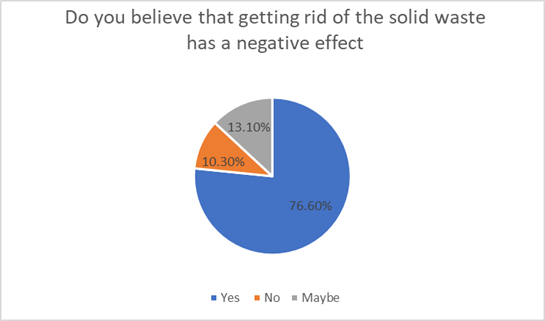 Do you believe that getting rid of the solid waste
has a negative effect
13.10%
10.30%
76.60%
Yes No Maybe